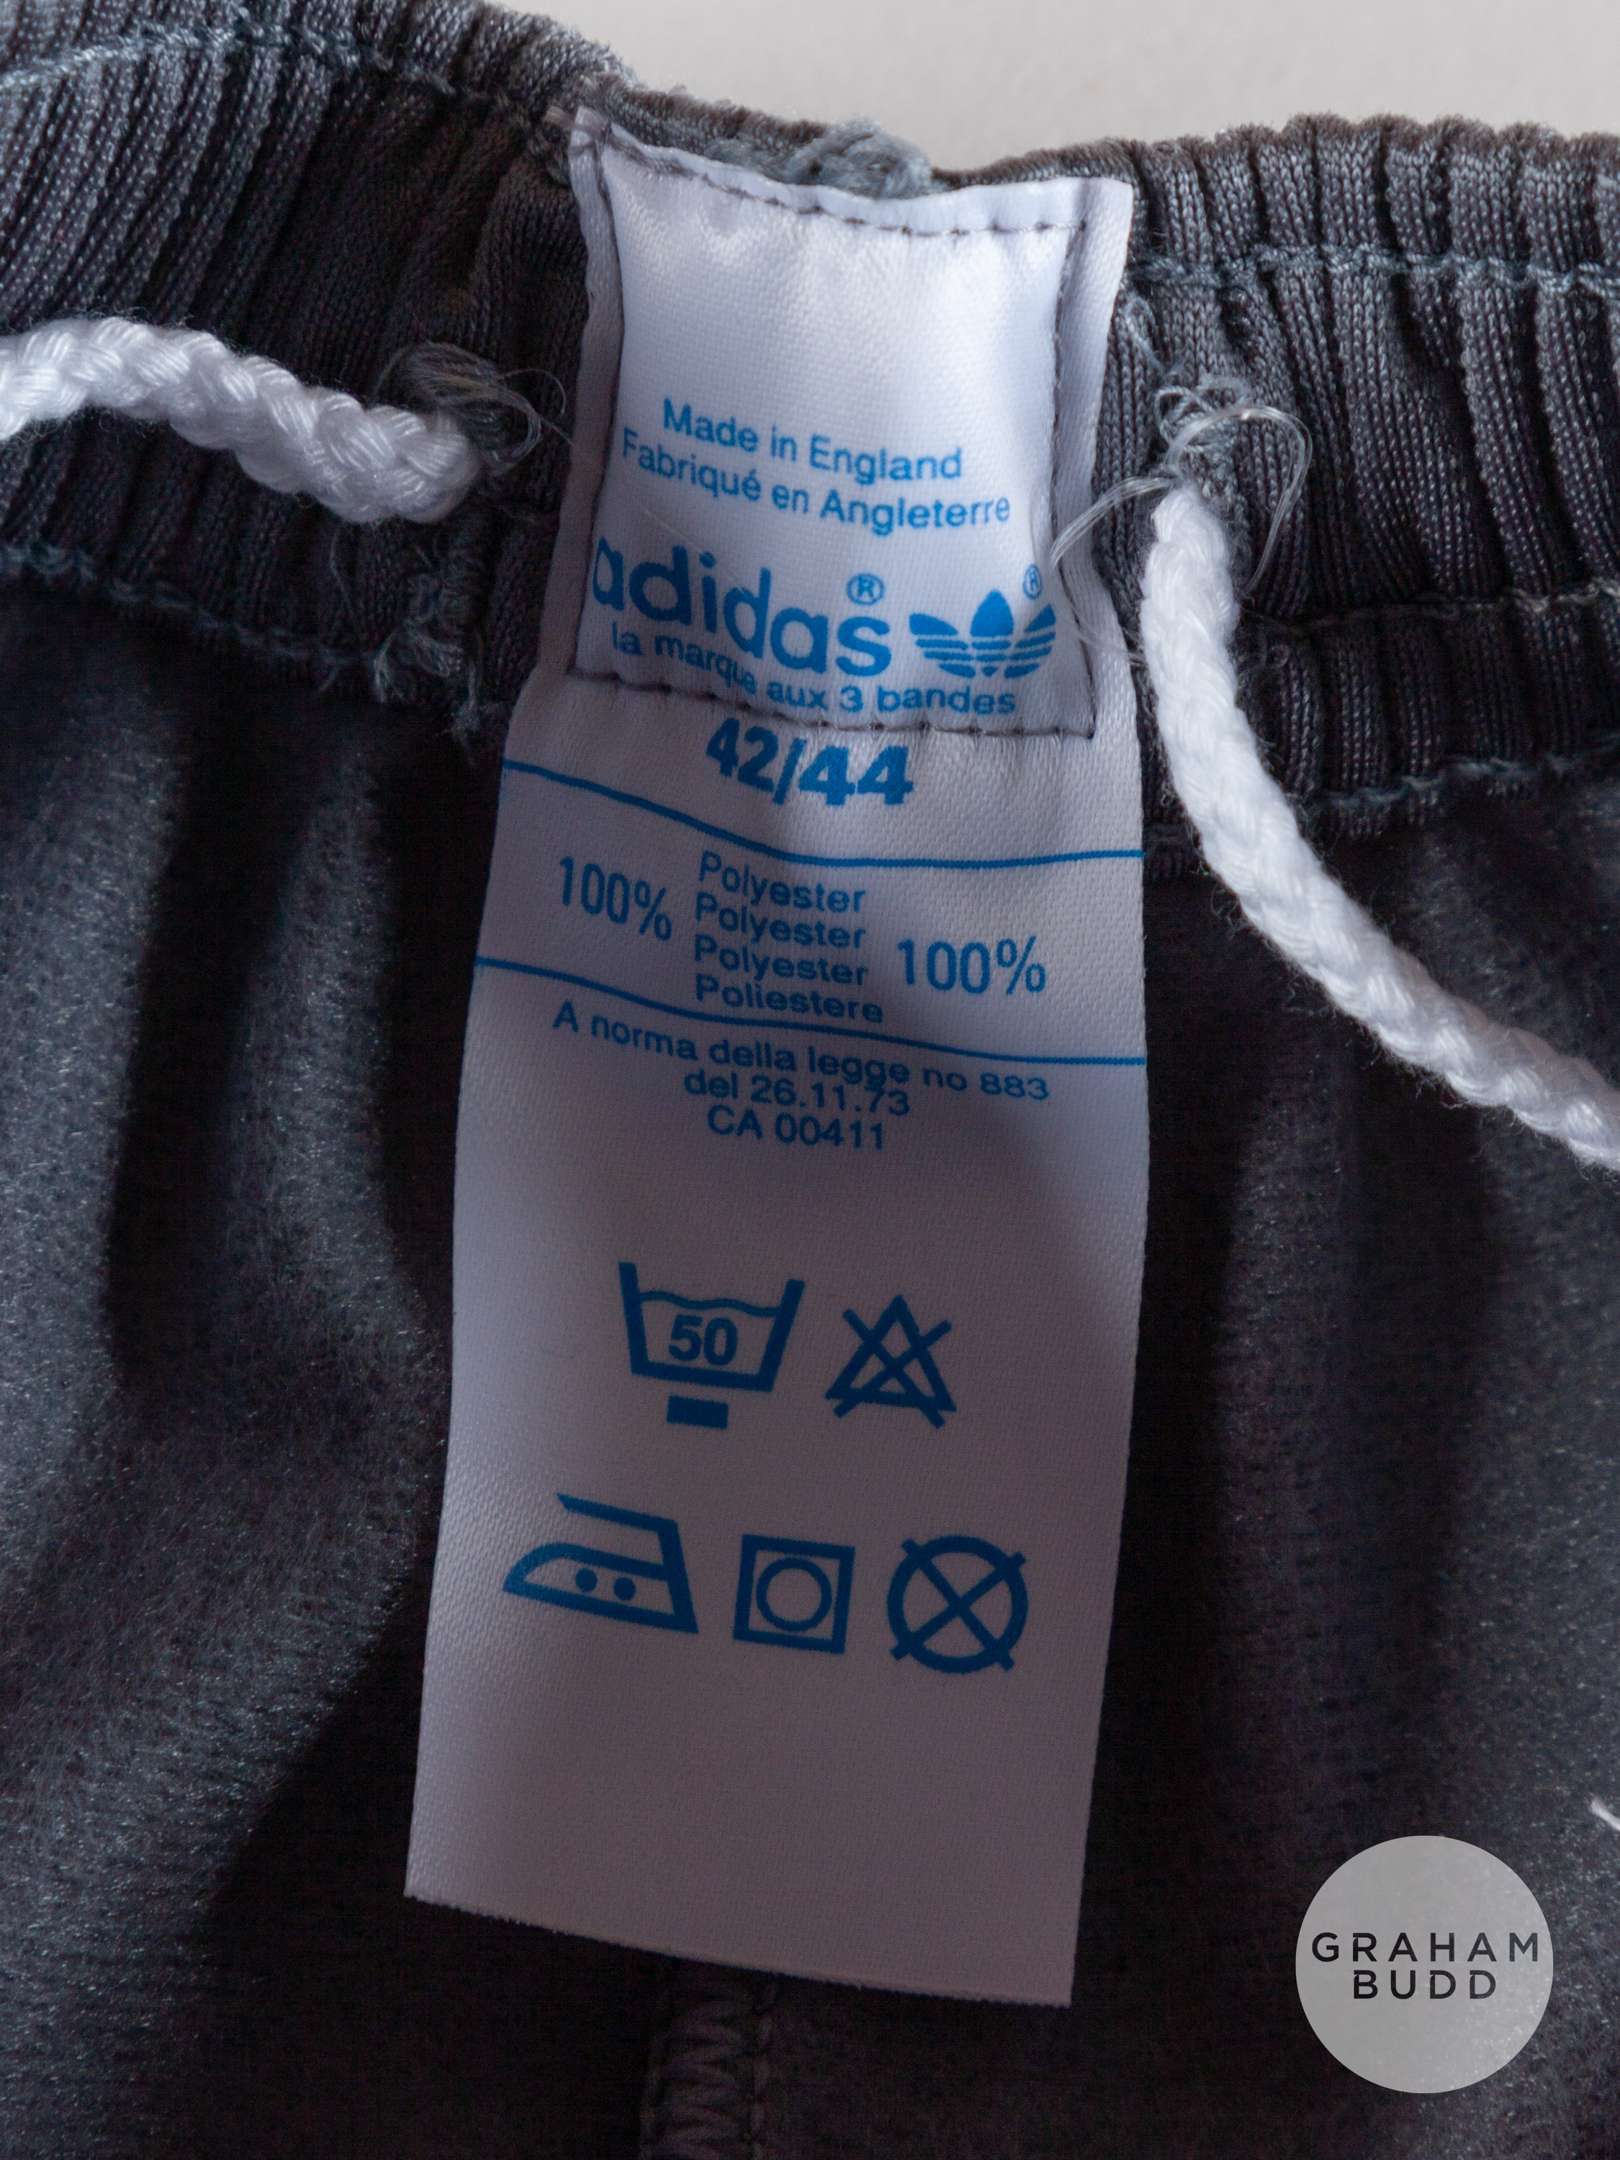 Made in England
Fabriqué en Angleterre
adidas® ®
la marque aux 3 bandes
42/44
100% Polyester 100%
Polyester
Polyester
Poliestere
A norma della legge no 883
del 26.11.73
CA 00411
50
GRAHAM
BUDD